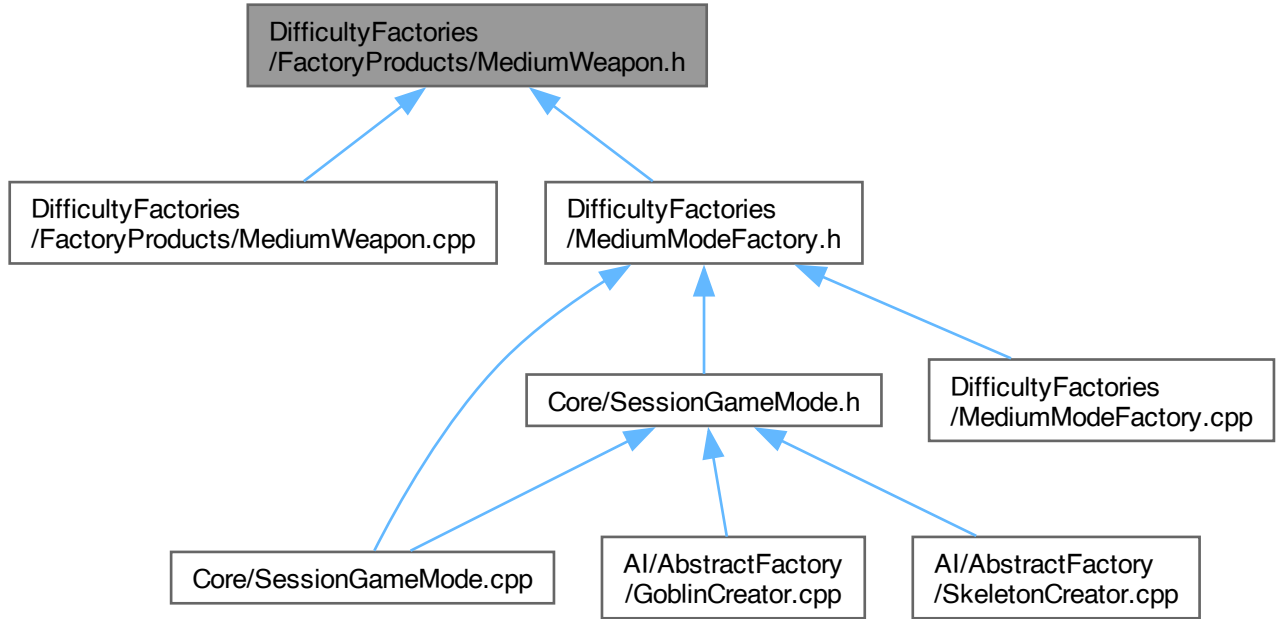 DifficultyFactories
/FactoryProducts/MediumWeapon.h
DifficultyFactories
/FactoryProducts/MediumWeapon.cpp
DifficultyFactories
/MediumModeFactory.h
Core/SessionGameMode.h
DifficultyFactories
/MediumModeFactory.cpp
Core/SessionGameMode.cpp
AI/AbstractFactory
/GoblinCreator.cpp
AI/AbstractFactory
/SkeletonCreator.cpp